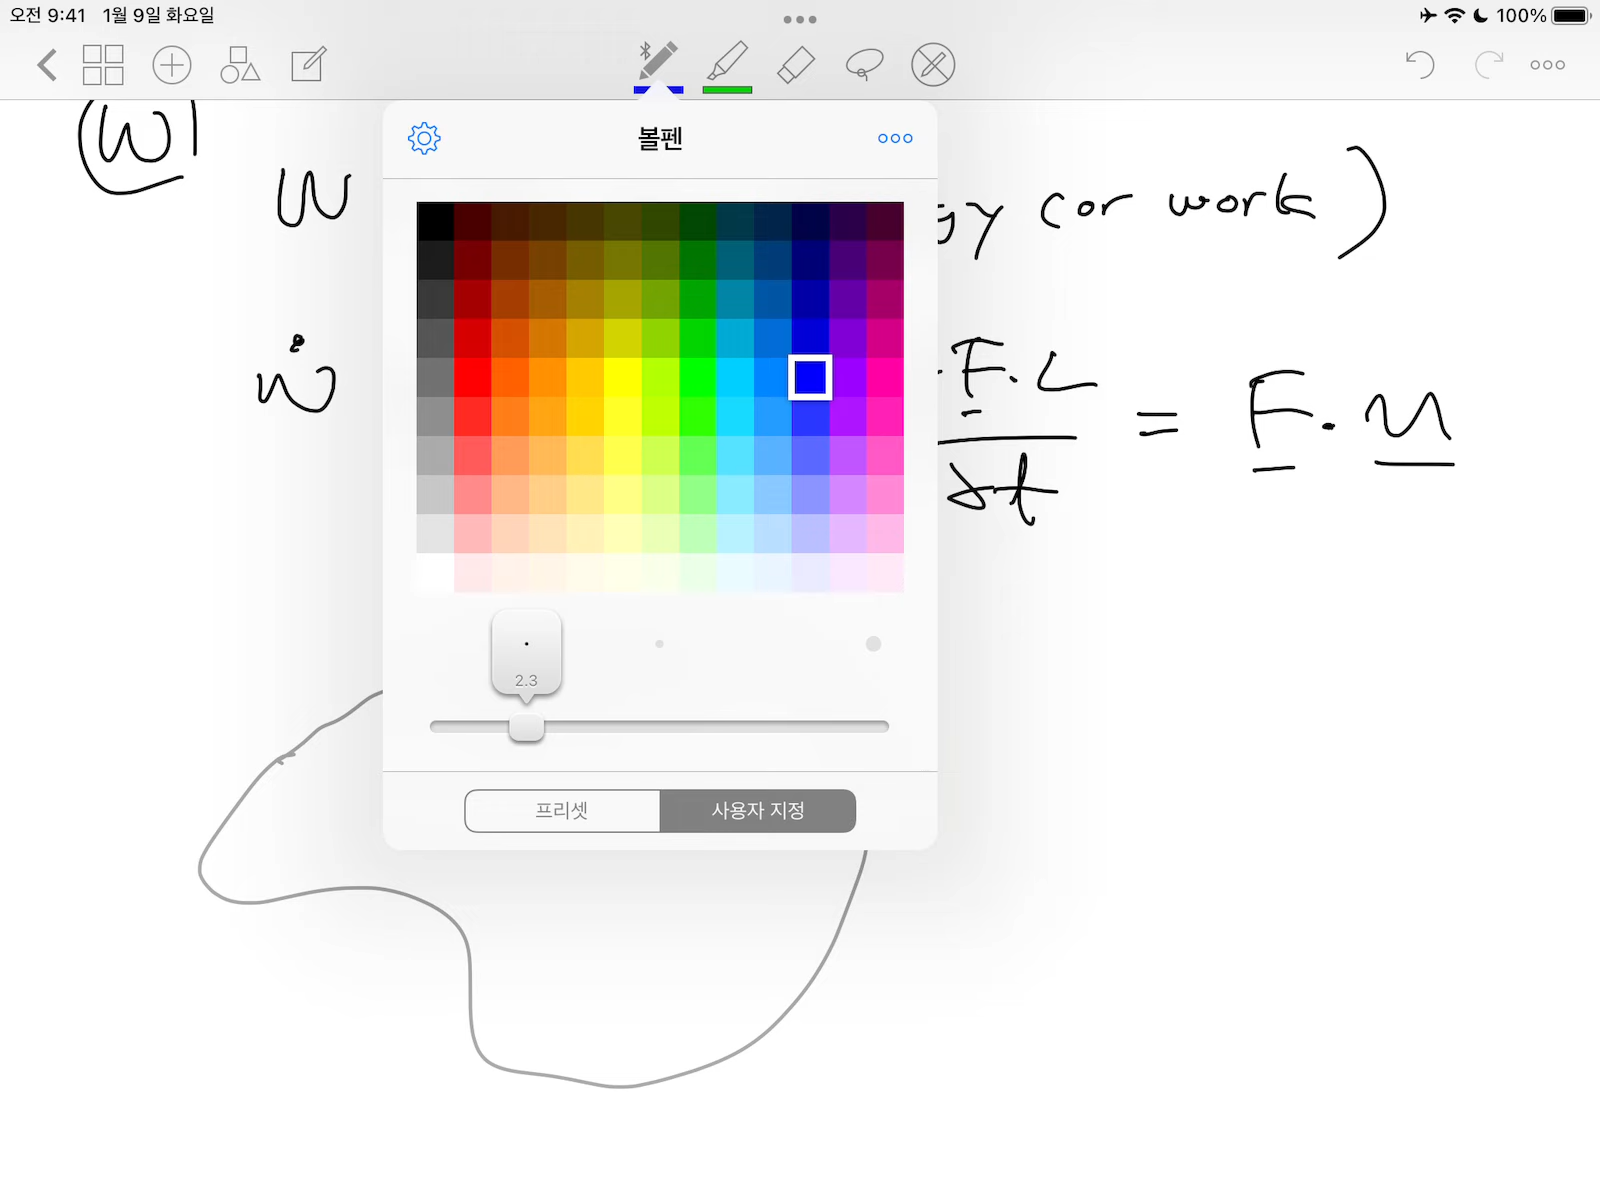 오전 9:41 1월 9일 화요일 100%
볼펜
(W)
W gy (or work)
Ẇ
F·L / Δt = F·u
2.3
프리셋 사용자 지정